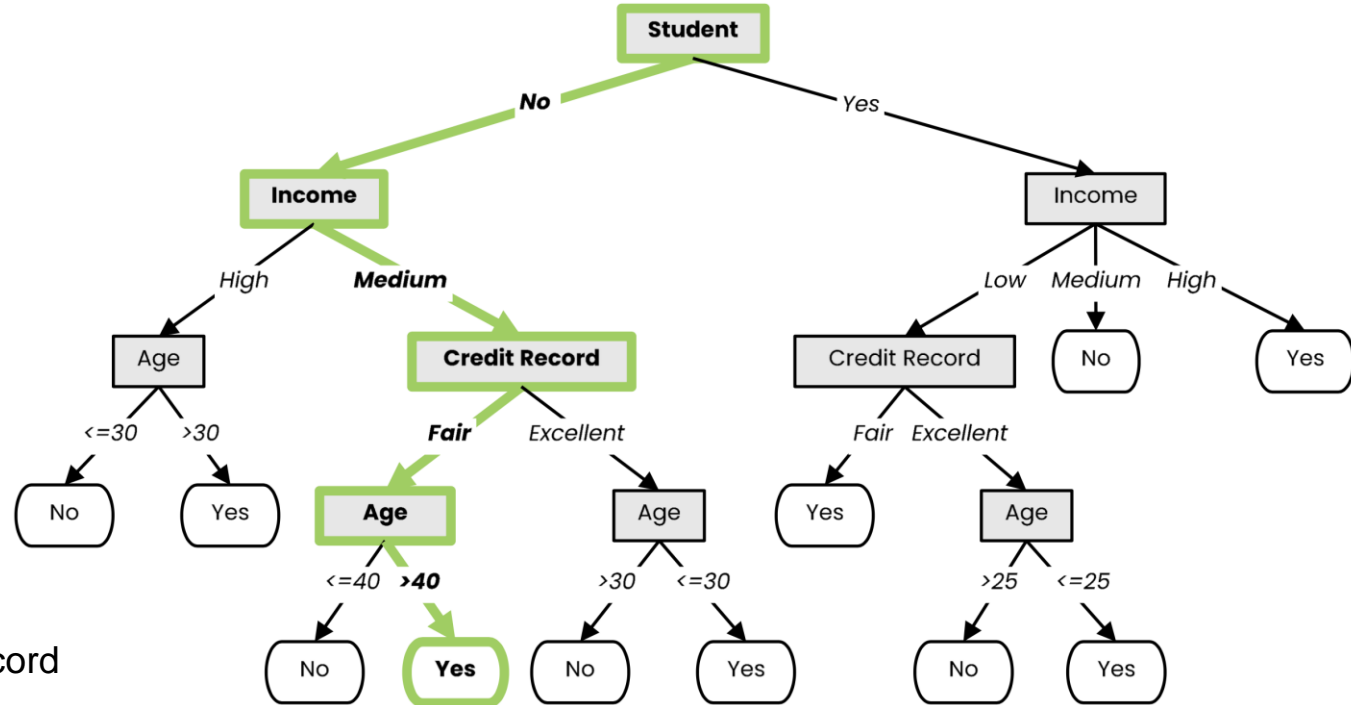 Student
No Yes
Income Income
High Medium Low Medium High
Age Credit Record Credit Record No Yes
<=30 >30 Fair Excellent Fair Excellent
No Yes Age Age Yes Age
<=40 >40 >30 <=30 >25 <=25
No Yes No Yes No Yes
cord